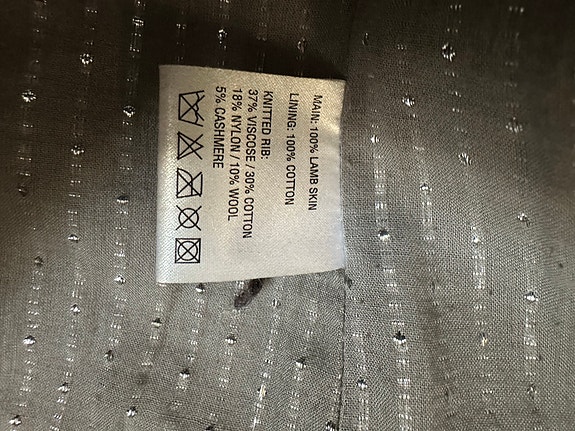 MAIN: 100% LAMB SKIN
LINING: 100% COTTON
KNITTED RIB:
37% VISCOSE / 30% COTTON
18% NYLON / 10% WOOL
5% CASHMERE